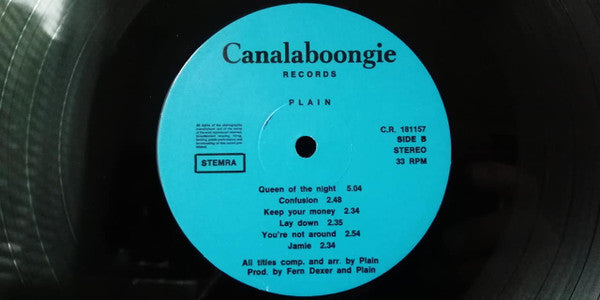 Canalaboongie
RECORDS
PLAIN
C.R. 181157
SIDE B
STEREO
33 RPM
STEMRA
Queen of the night 5.04
Confusion 2.48
Keep your money 2.34
Lay down 2.35
You're not around 2.54
Jamie 2.34
All titles comp. and arr. by Plain
Prod. by Fern Dexer and Plain